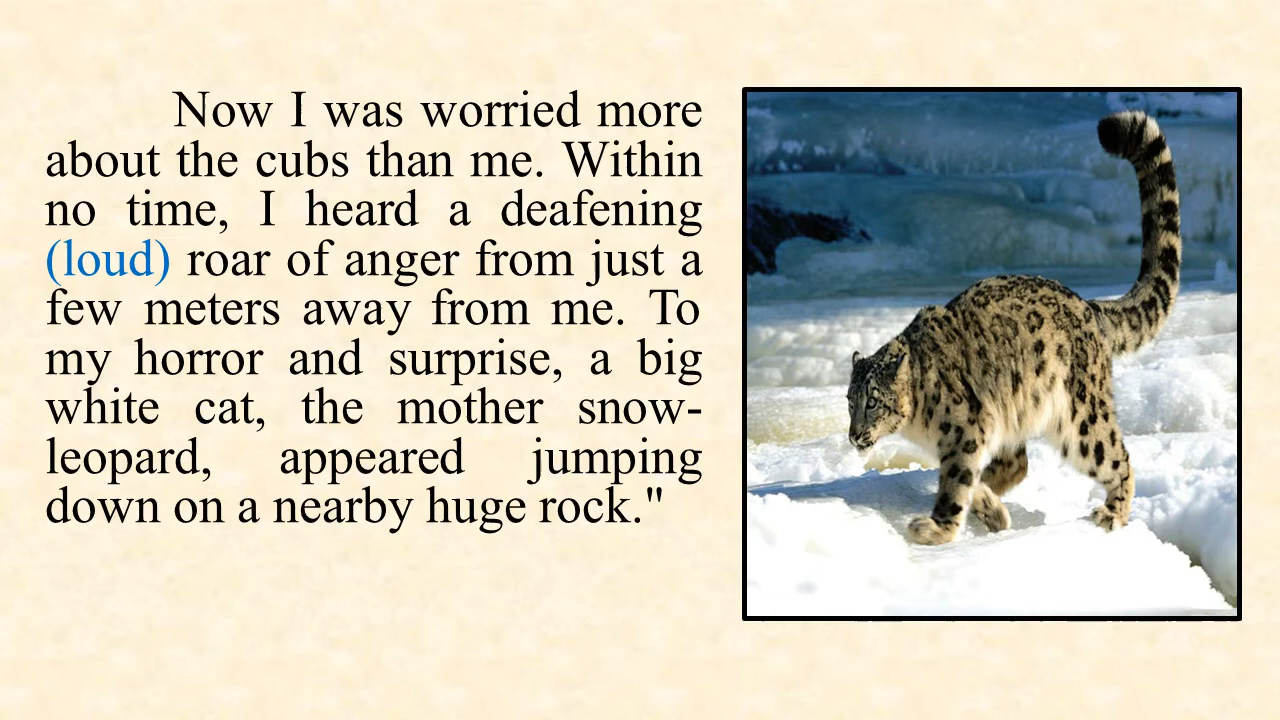 Now I was worried more
about the cubs than me. Within
no time, I heard a deafening
(loud) roar of anger from just a
few meters away from me. To
my horror and surprise, a big
white cat, the mother snow-
leopard, appeared jumping
down on a nearby huge rock."